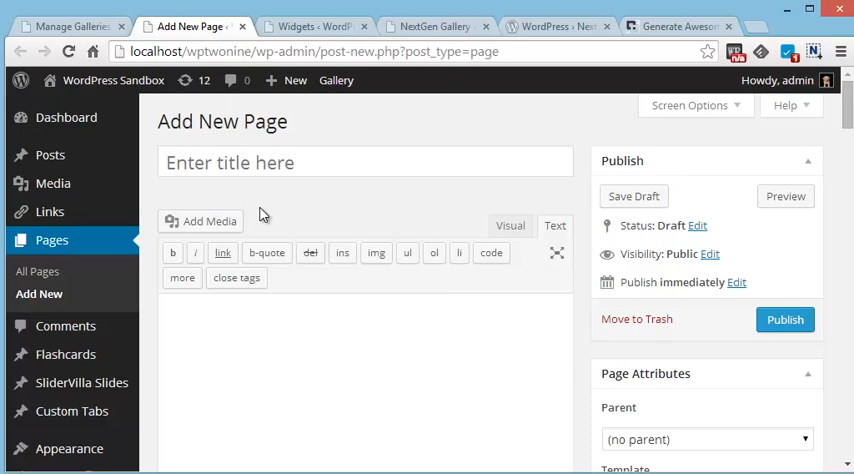 Manage Galleries
Add New Page ‹
Widgets ‹ WordP
NextGen Gallery
WordPress › Next
Generate Awesom
localhost/wptwonine/wp-admin/post-new.php?post_type=page
n/a
1
N
WordPress Sandbox
12
0
New
Gallery
Howdy, admin
Dashboard
Posts
Media
Links
Pages
All Pages
Add New
Comments
Flashcards
SliderVilla Slides
Custom Tabs
Appearance
Screen Options
Help
Add New Page
Enter title here
Add Media
Visual
Text
b
i
link
b-quote
del
ins
img
ul
ol
li
code
more
close tags
Publish
Save Draft
Preview
Status: Draft Edit
Visibility: Public Edit
Publish immediately Edit
Move to Trash
Publish
Page Attributes
Parent
(no parent)
Template